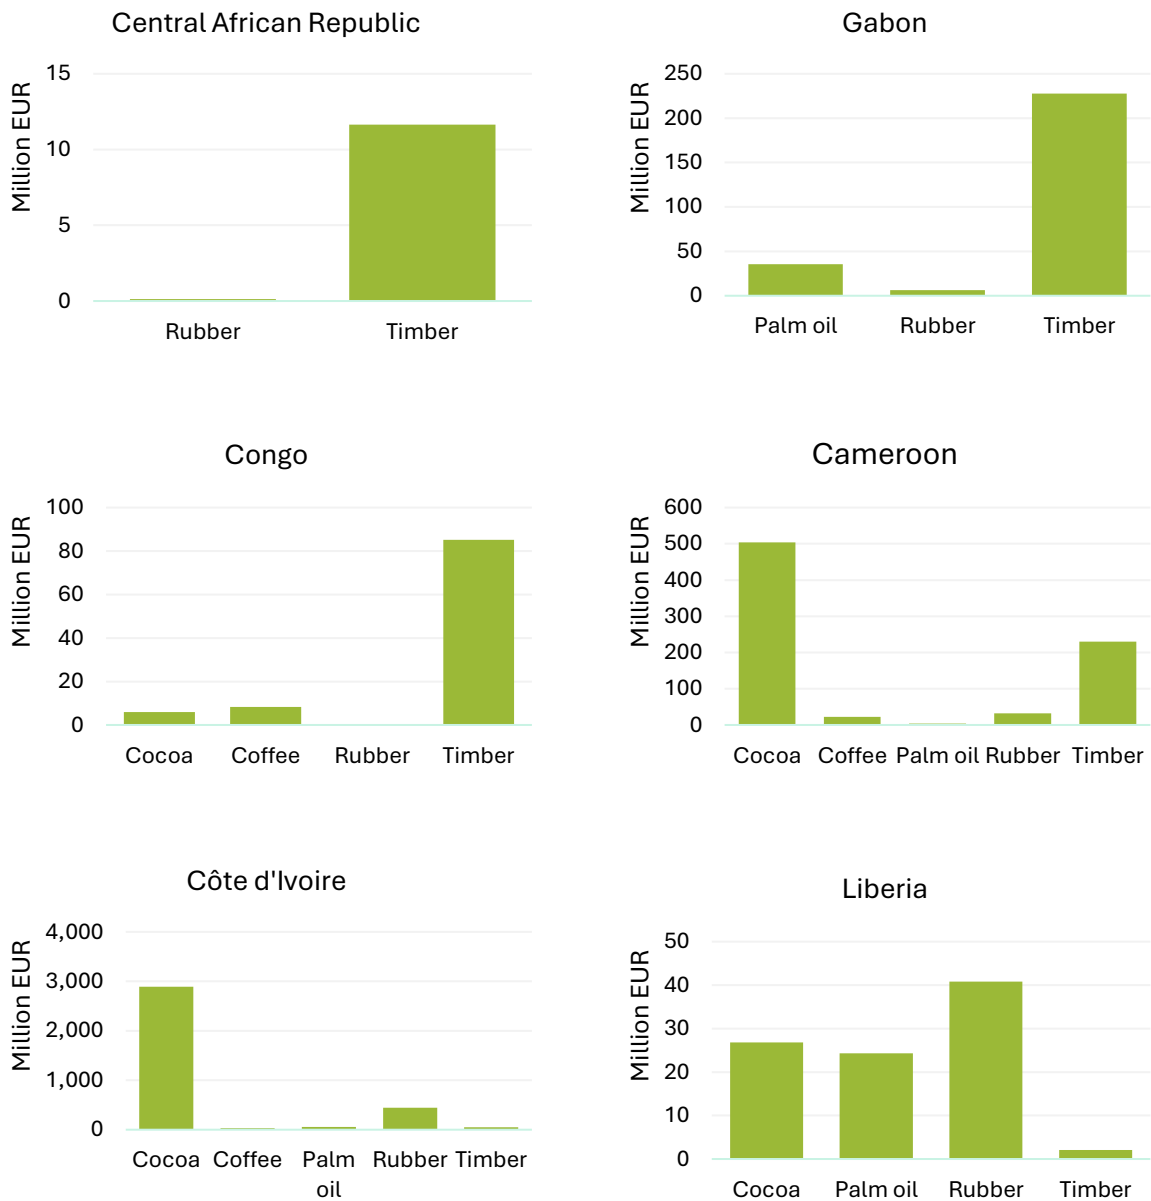 Central African Republic
Million EUR
15
10
5
0
Rubber Timber
Gabon
Million EUR
250
200
150
100
50
0
Palm oil Rubber Timber
Congo
Million EUR
100
80
60
40
20
0
Cocoa Coffee Rubber Timber
Cameroon
Million EUR
600
500
400
300
200
100
0
Cocoa Coffee Palm oil Rubber Timber
Côte d'Ivoire
Million EUR
4,000
3,000
2,000
1,000
0
Cocoa Coffee Palm Rubber Timber
oil
Liberia
Million EUR
50
40
30
20
10
0
Cocoa Palm oil Rubber Timber